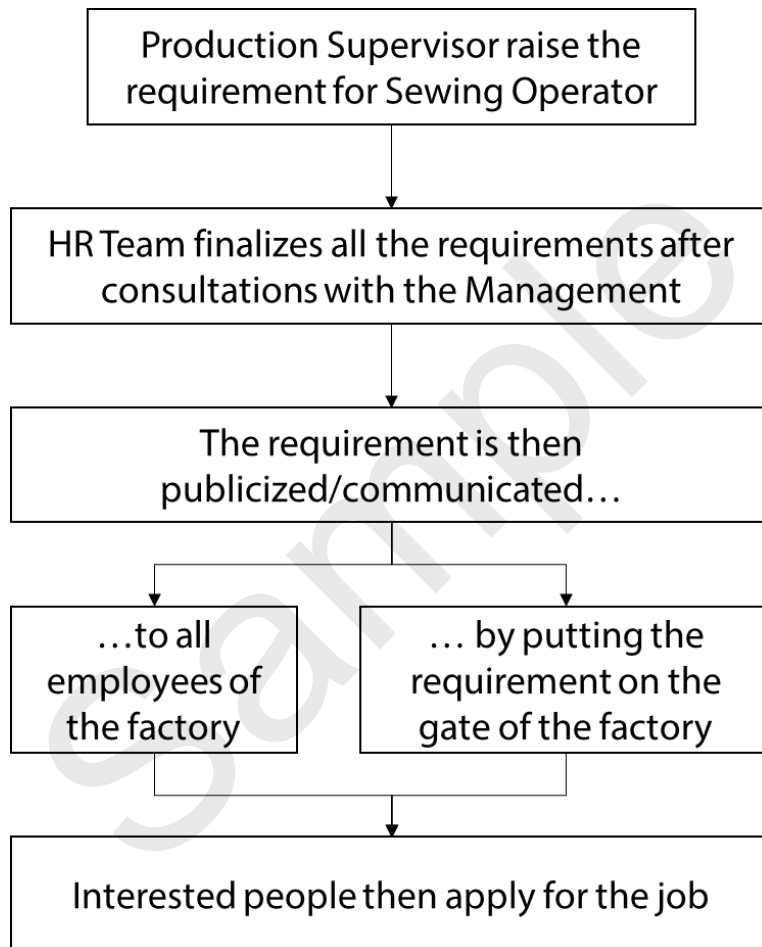 Production Supervisor raise the
requirement for Sewing Operator
HR Team finalizes all the requirements after
consultations with the Management
The requirement is then
publicized/communicated…
…to all
employees of
the factory
… by putting the
requirement on the
gate of the factory
Interested people then apply for the job
Sample